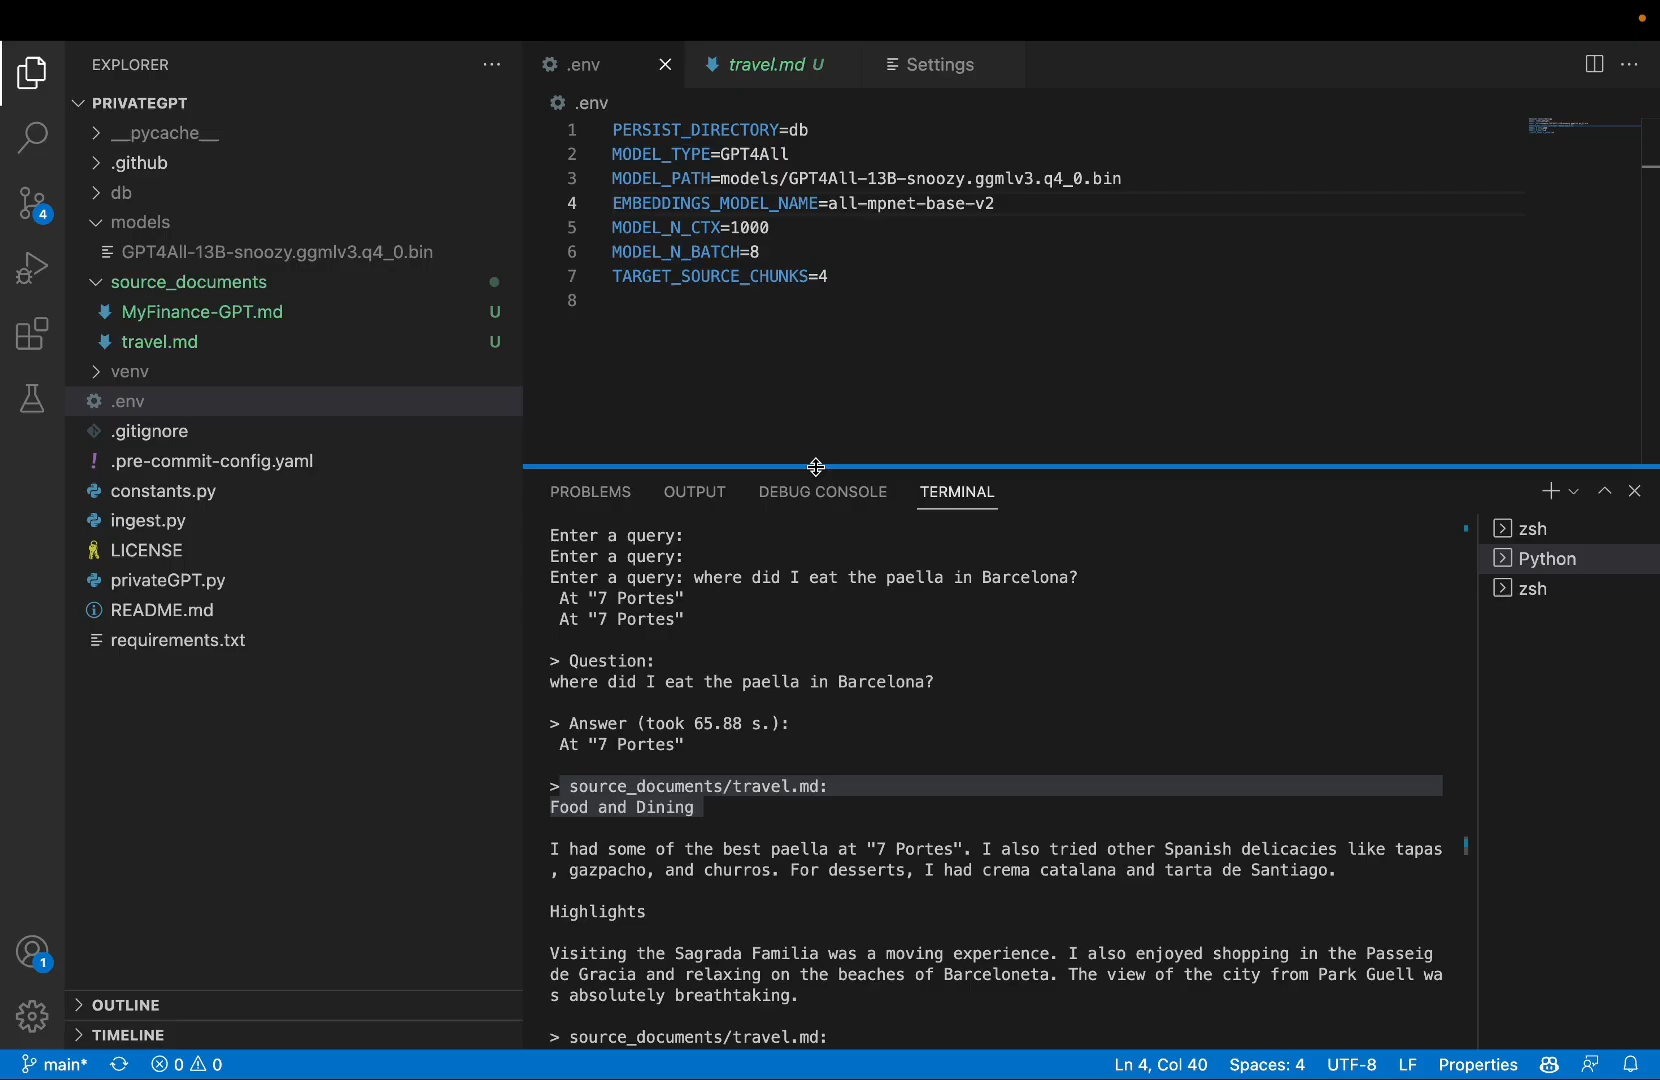 EXPLORER
PRIVATEGPT
__pycache__
.github
db
models
GPT4All-13B-snoozy.ggmlv3.q4_0.bin
source_documents
MyFinance-GPT.md U
travel.md U
venv
.env
.gitignore
.pre-commit-config.yaml
constants.py
ingest.py
LICENSE
privateGPT.py
README.md
requirements.txt
OUTLINE
TIMELINE
4
1
.env
travel.md U
Settings
.env
1 PERSIST_DIRECTORY=db
2 MODEL_TYPE=GPT4All
3 MODEL_PATH=models/GPT4All-13B-snoozy.ggmlv3.q4_0.bin
4 EMBEDDINGS_MODEL_NAME=all-mpnet-base-v2
5 MODEL_N_CTX=1000
6 MODEL_N_BATCH=8
7 TARGET_SOURCE_CHUNKS=4
8
PROBLEMS OUTPUT DEBUG CONSOLE TERMINAL
Enter a query:
Enter a query:
Enter a query: where did I eat the paella in Barcelona?
At "7 Portes"
At "7 Portes"
> Question:
where did I eat the paella in Barcelona?
> Answer (took 65.88 s.):
At "7 Portes"
> source_documents/travel.md:
Food and Dining
I had some of the best paella at "7 Portes". I also tried other Spanish delicacies like tapas
, gazpacho, and churros. For desserts, I had crema catalana and tarta de Santiago.
Highlights
Visiting the Sagrada Familia was a moving experience. I also enjoyed shopping in the Passeig
de Gracia and relaxing on the beaches of Barceloneta. The view of the city from Park Guell wa
s absolutely breathtaking.
> source_documents/travel.md:
zsh
Python
zsh
main* 0 0
Ln 4, Col 40 Spaces: 4 UTF-8 LF Properties